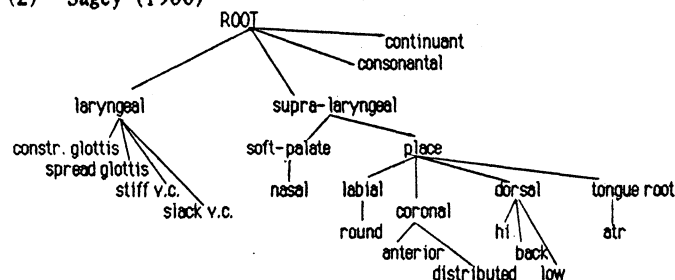 (2) Sagey (1986)
ROOT
continuant
consonantal
laryngeal
supra-laryngeal
constr. glottis
soft-palate
place
spread glottis
stiff v.c.
nasal
labial
dorsal
tongue root
slack v.c.
coronal
round
hi
atr
anterior
back
distributed
low